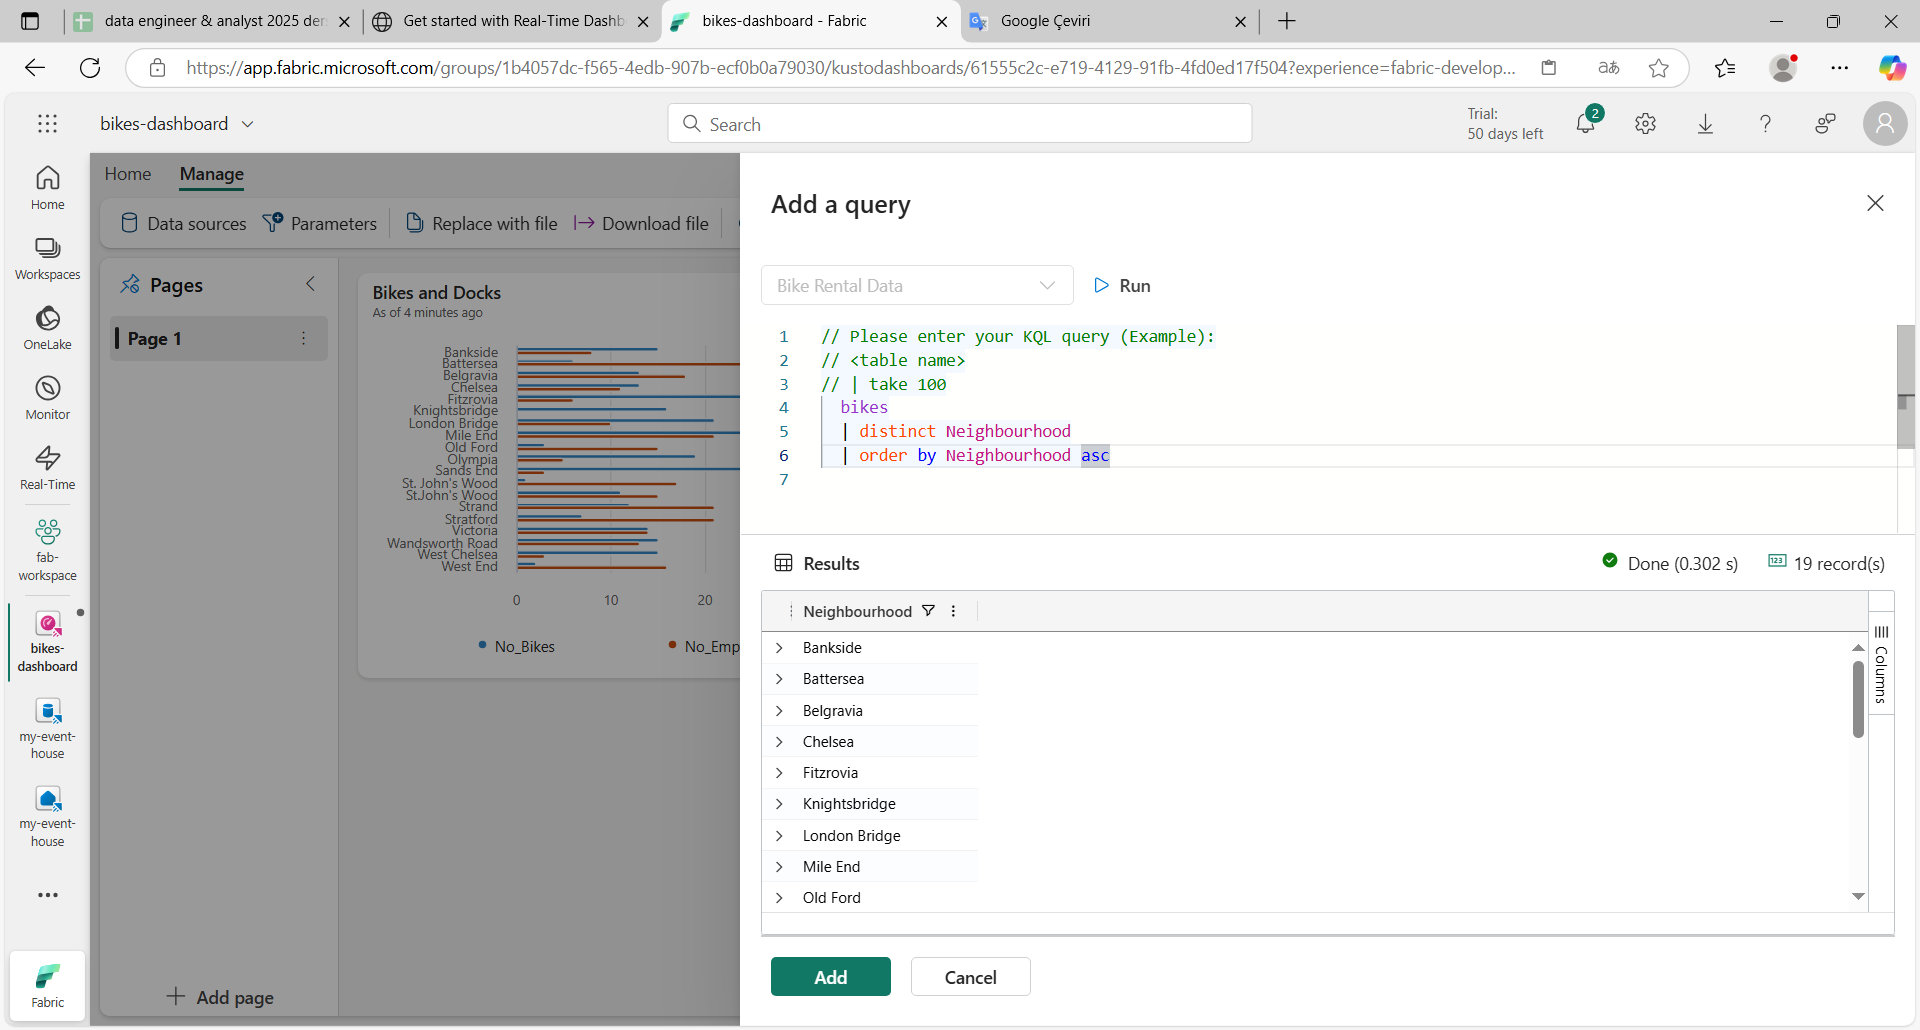 data engineer & analyst 2025 der
Get started with Real-Time Dashb
bikes-dashboard - Fabric
Google Çeviri
https://app.fabric.microsoft.com/groups/1b4057dc-f565-4edb-907b-ecf0b0a79030/kustodashboards/61555c2c-e719-4129-91fb-4fd0ed17f504?experience=fabric-develop...
bikes-dashboard
Search
Trial:
50 days left
2
Home
Workspaces
OneLake
Monitor
Real-Time
fab-
workspace
bikes-
dashboard
my-event-
house
my-event-
house
Fabric
Home
Manage
Data sources
Parameters
Replace with file
Download file
Pages
Page 1
Add page
Bikes and Docks
As of 4 minutes ago
Bankside
Battersea
Belgravia
Chelsea
Fitzrovia
Knightsbridge
London Bridge
Mile End
Old Ford
Olympia
Sands End
St. John's Wood
St.John's Wood
Strand
Stratford
Victoria
Wandsworth Road
West Chelsea
West End
0 10 20
No_Bikes
No_Emp
Add a query
Bike Rental Data
Run
1 // Please enter your KQL query (Example):
2 // <table name>
3 // | take 100
4 bikes
5 | distinct Neighbourhood
6 | order by Neighbourhood asc
7
Results
Done (0.302 s)
123
19 record(s)
Neighbourhood
Bankside
Battersea
Belgravia
Chelsea
Fitzrovia
Knightsbridge
London Bridge
Mile End
Old Ford
Columns
Add
Cancel